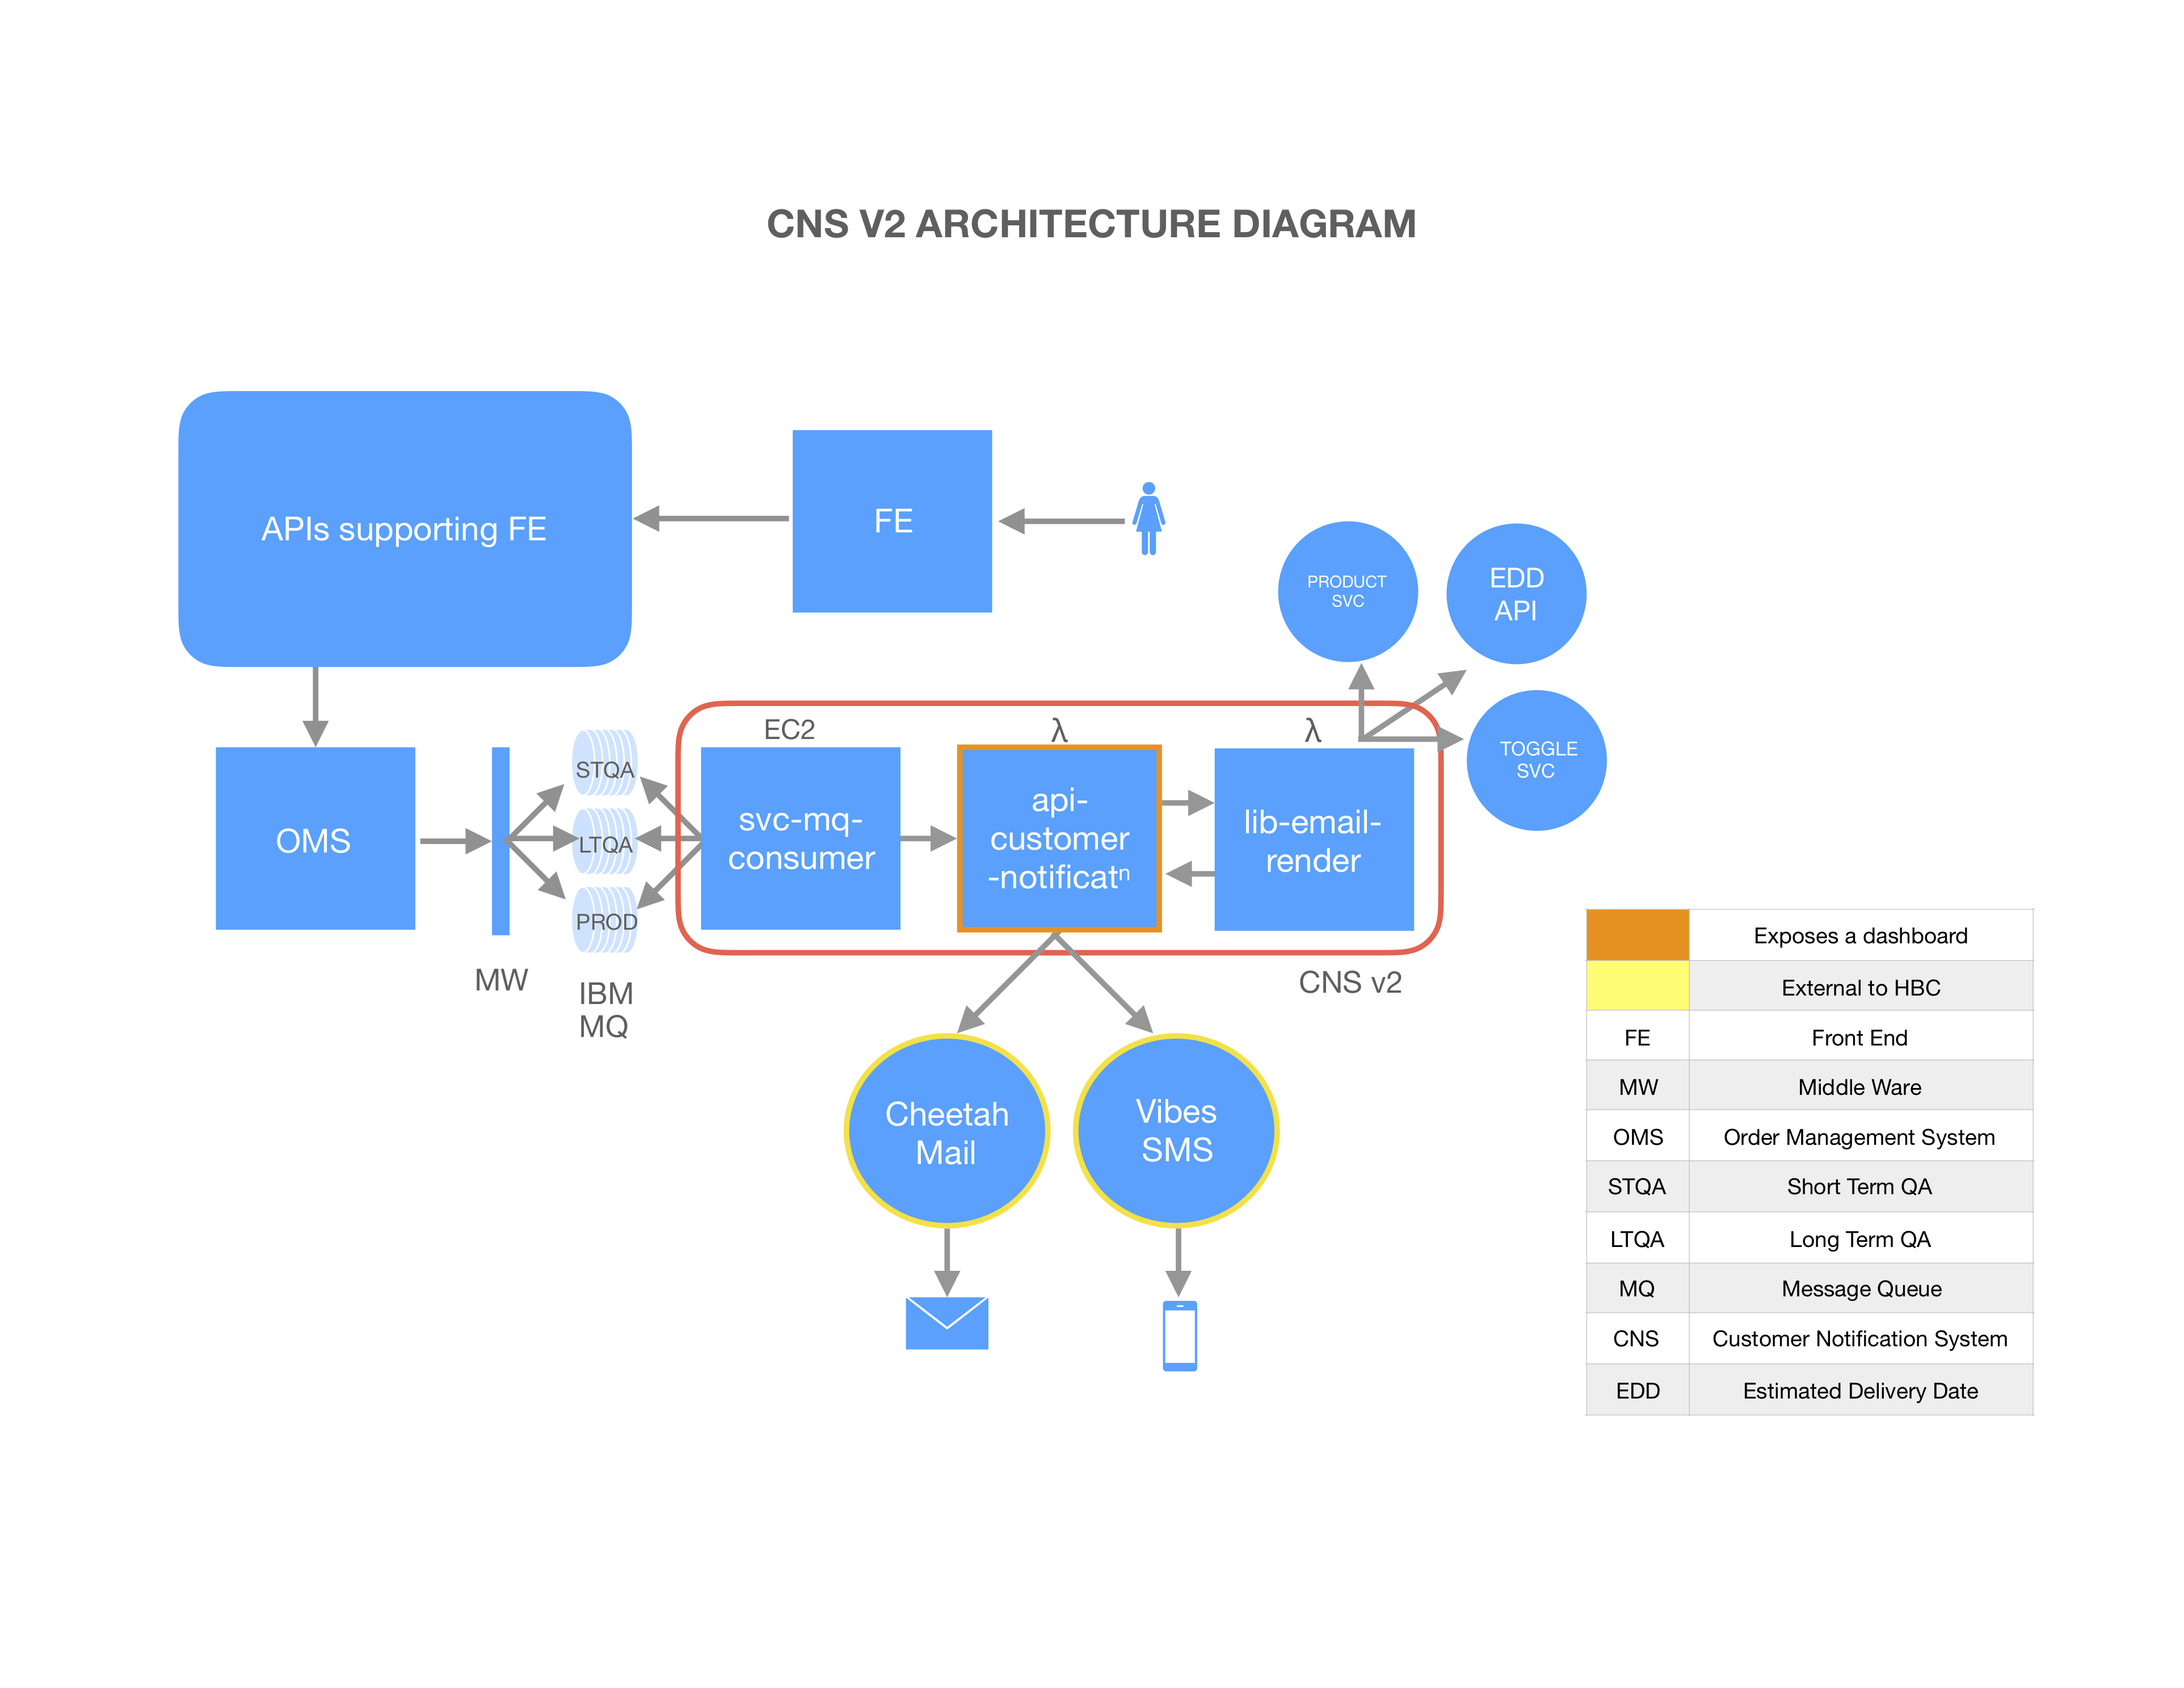 CNS V2 ARCHITECTURE DIAGRAM
APIs supporting FE
FE
PRODUCT
SVC
EDD
API
TOGGLE
SVC
EC2
λ
λ
STQA
LTQA
PROD
OMS
svc-mq-
consumer
api-
customer
-notificatⁿ
lib-email-
render
MW
IBM
MQ
CNS v2
Cheetah
Mail
Vibes
SMS
Exposes a dashboard
External to HBC
FE Front End
MW Middle Ware
OMS Order Management System
STQA Short Term QA
LTQA Long Term QA
MQ Message Queue
CNS Customer Notification System
EDD Estimated Delivery Date